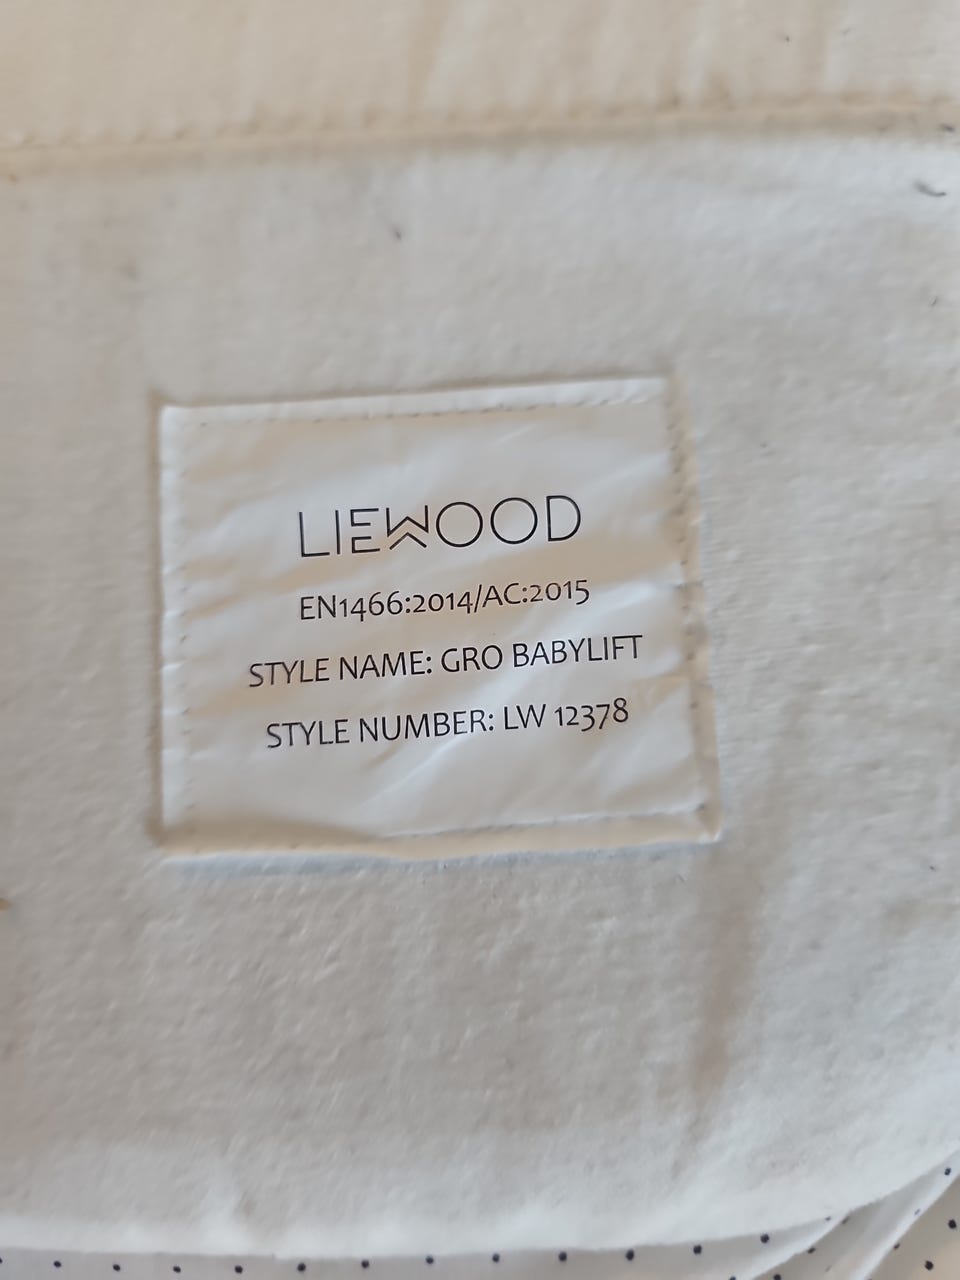 LIEWOOD
EN1466:2014/AC:2015
STYLE NAME: GRO BABYLIFT
STYLE NUMBER: LW 12378